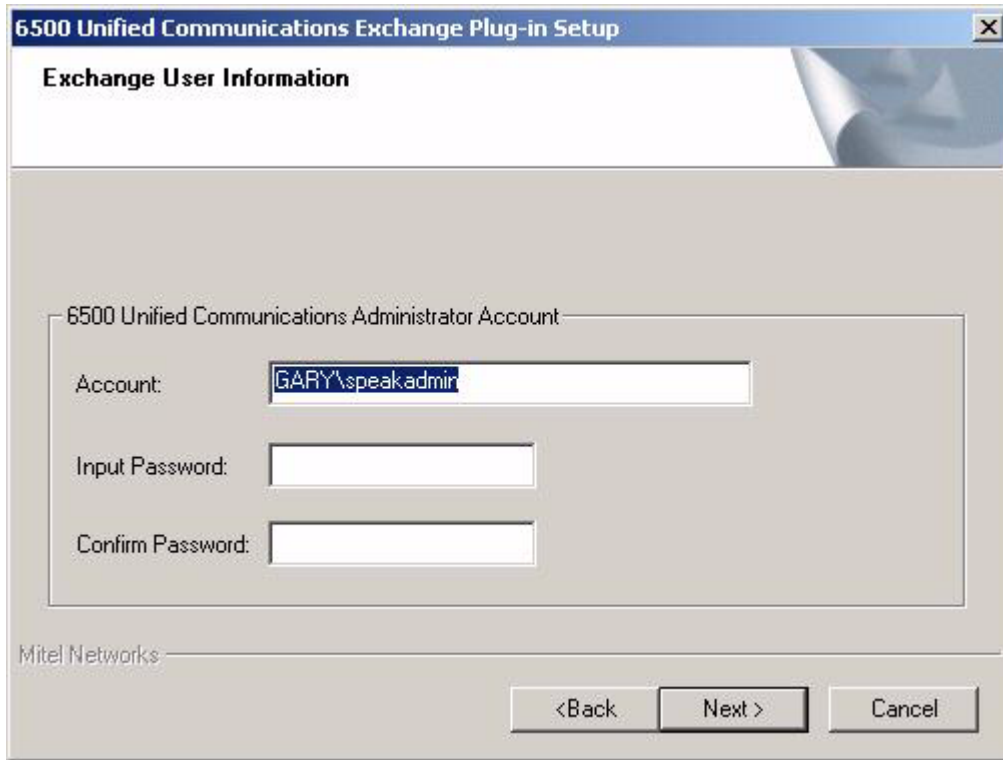 6500 Unified Communications Exchange Plug-in Setup
Exchange User Information
6500 Unified Communications Administrator Account
Account: GARY\speakadmin
Input Password:
Confirm Password:
Mitel Networks
<Back Next > Cancel